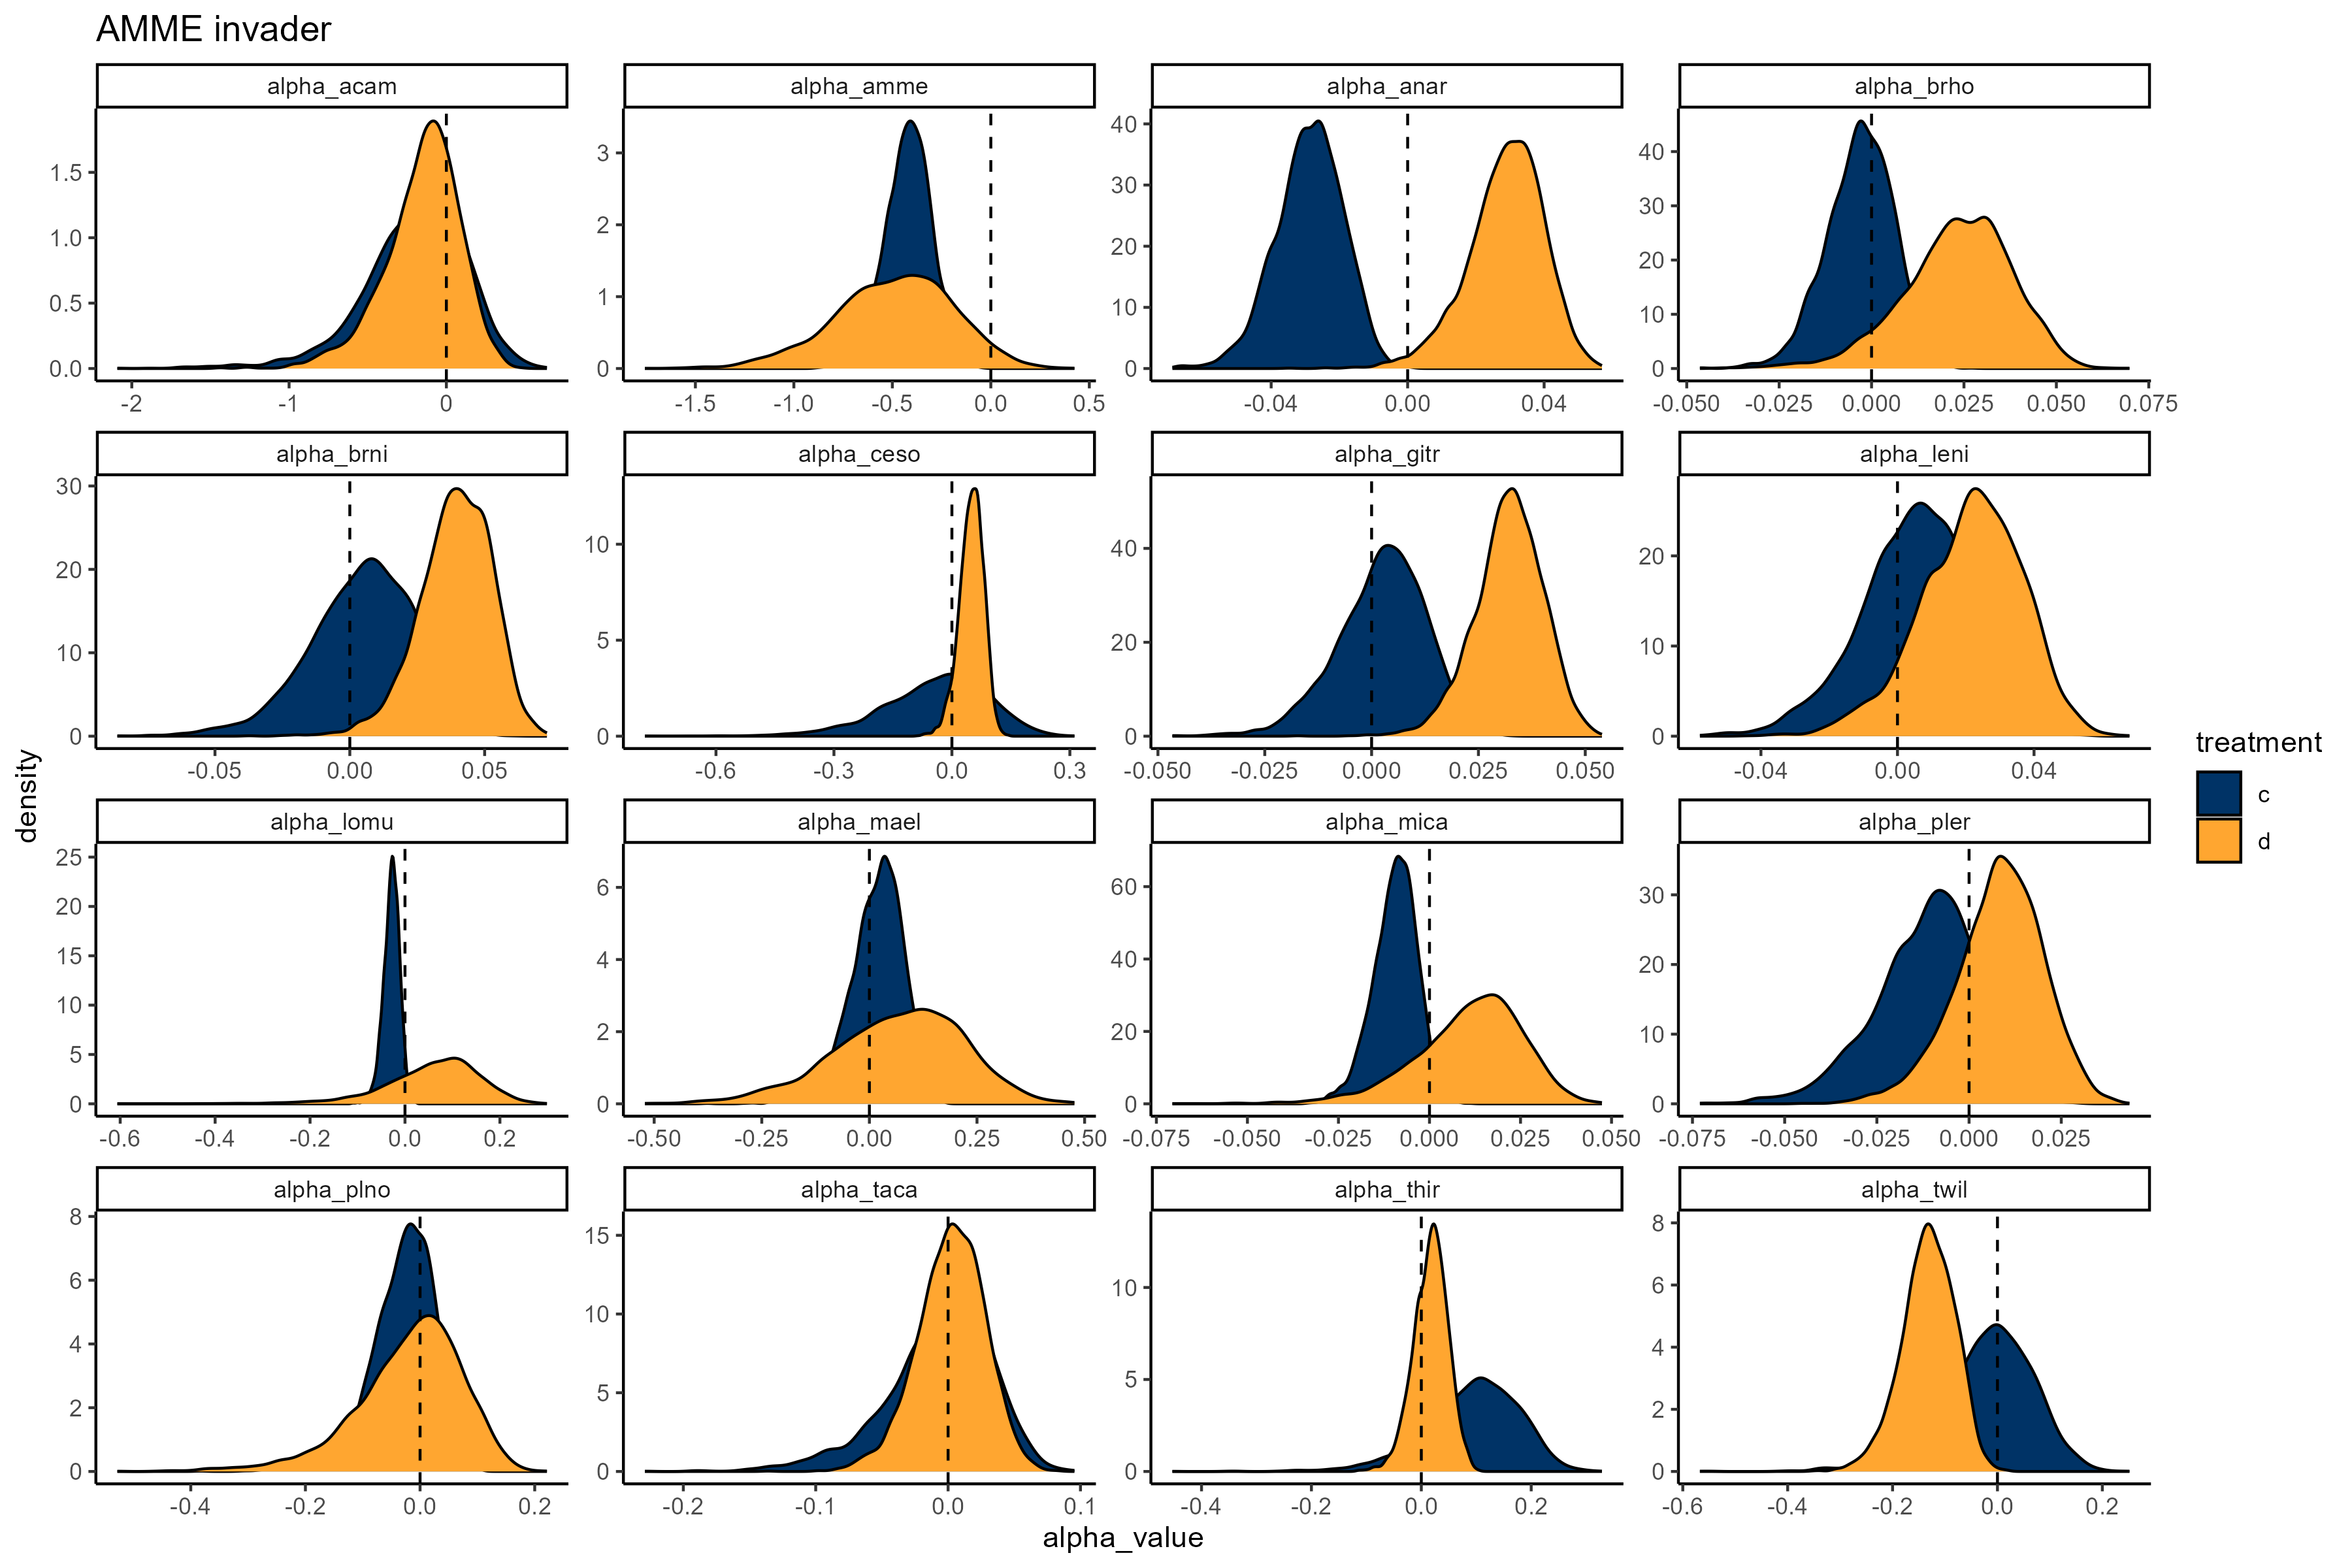 AMME invader
alpha_acam alpha_amme alpha_anar alpha_brho
0.0 0.5 1.0 1.5
-2 -1 0
0 1 2 3
-1.5 -1.0 -0.5 0.0 0.5
0 10 20 30 40
-0.04 0.00 0.04
0 10 20 30 40
-0.050 -0.025 0.000 0.025 0.050 0.075
alpha_brni alpha_ceso alpha_gitr alpha_leni
0 10 20 30
-0.05 0.00 0.05
0 5 10
-0.6 -0.3 0.0 0.3
0 20 40
-0.050 -0.025 0.000 0.025 0.050
0 10 20
-0.04 0.00 0.04
alpha_lomu alpha_mael alpha_mica alpha_pler
0 5 10 15 20 25
-0.6 -0.4 -0.2 0.0 0.2
0 2 4 6
-0.50 -0.25 0.00 0.25 0.50
0 20 40 60
-0.075 -0.050 -0.025 0.000 0.025 0.050
0 10 20 30
-0.075 -0.050 -0.025 0.000 0.025
alpha_plno alpha_taca alpha_thir alpha_twil
0 2 4 6 8
-0.4 -0.2 0.0 0.2
0 5 10 15
-0.2 -0.1 0.0 0.1
0 5 10
-0.4 -0.2 0.0 0.2
0 2 4 6 8
-0.6 -0.4 -0.2 0.0 0.2
density
alpha_value
treatment
c
d